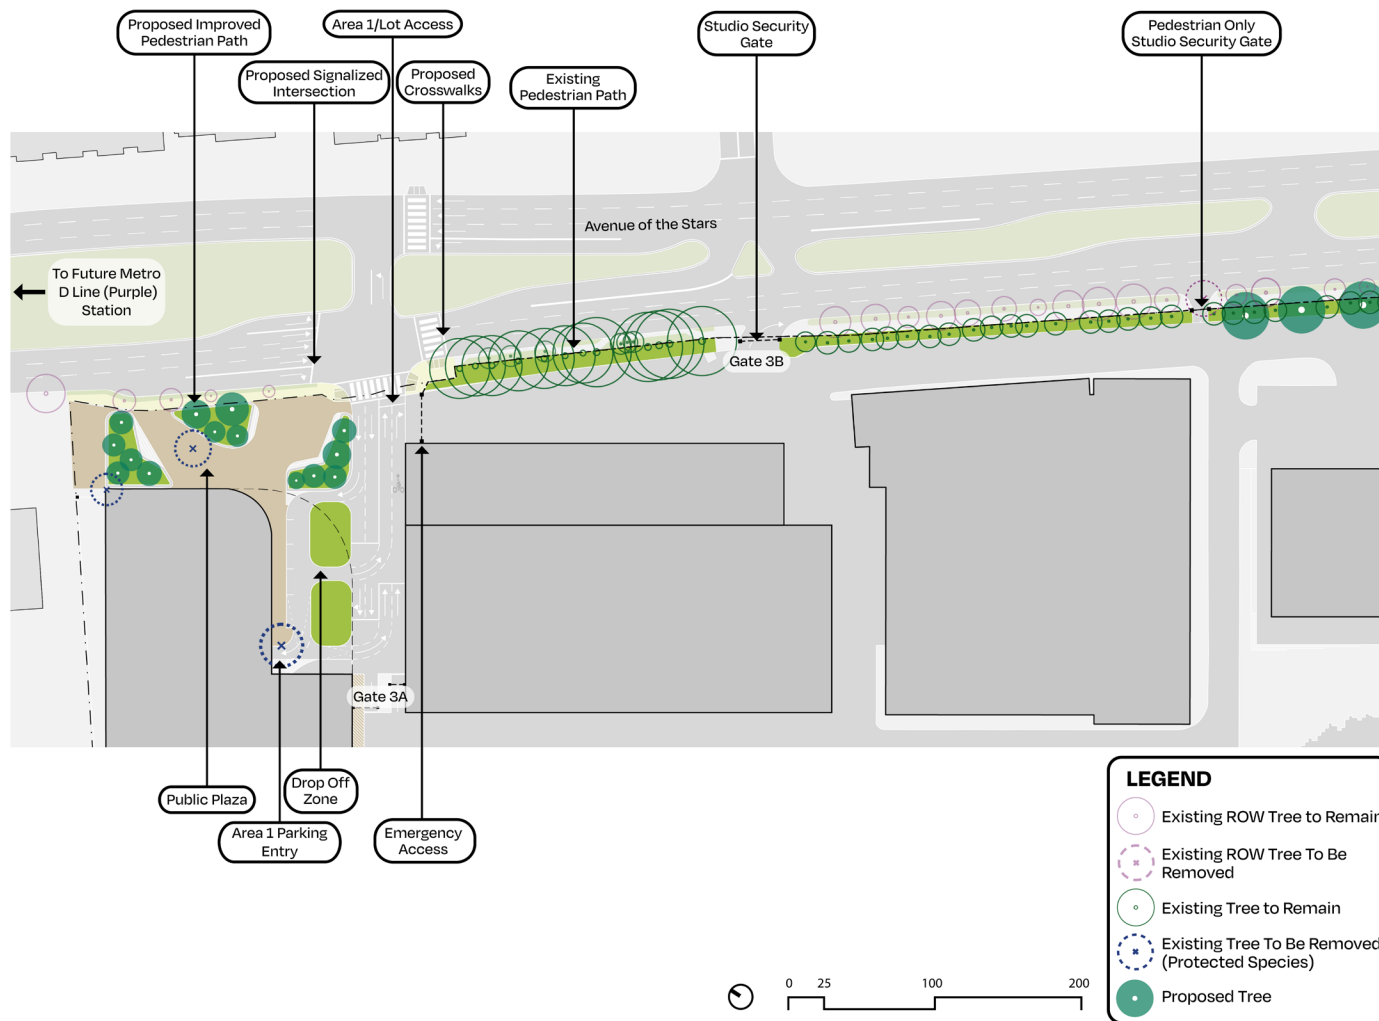 Proposed Improved
Pedestrian Path
Area 1/Lot Access
Studio Security
Gate
Pedestrian Only
Studio Security Gate
Proposed Signalized
Intersection
Proposed
Crosswalks
Existing
Pedestrian Path
Avenue of the Stars
To Future Metro
D Line (Purple)
Station
Gate 3B
Gate 3A
Public Plaza
Drop Off
Zone
Area 1 Parking
Entry
Emergency
Access
LEGEND
Existing ROW Tree to Remain
Existing ROW Tree To Be
Removed
Existing Tree to Remain
Existing Tree To Be Removed
(Protected Species)
Proposed Tree
0 25 100 200